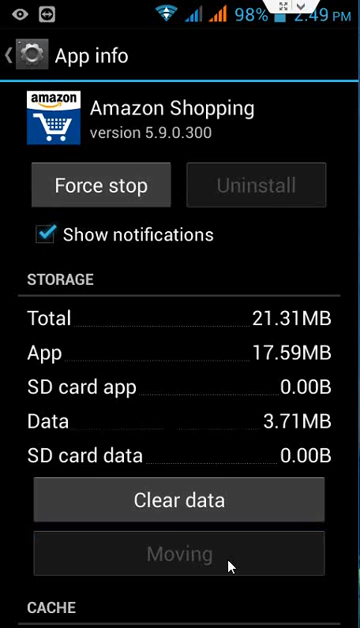 98% 2:49 PM
App info
amazon
Amazon Shopping
version 5.9.0.300
Force stop
Uninstall
Show notifications
STORAGE
Total 21.31MB
App 17.59MB
SD card app 0.00B
Data 3.71MB
SD card data 0.00B
Clear data
Moving
CACHE